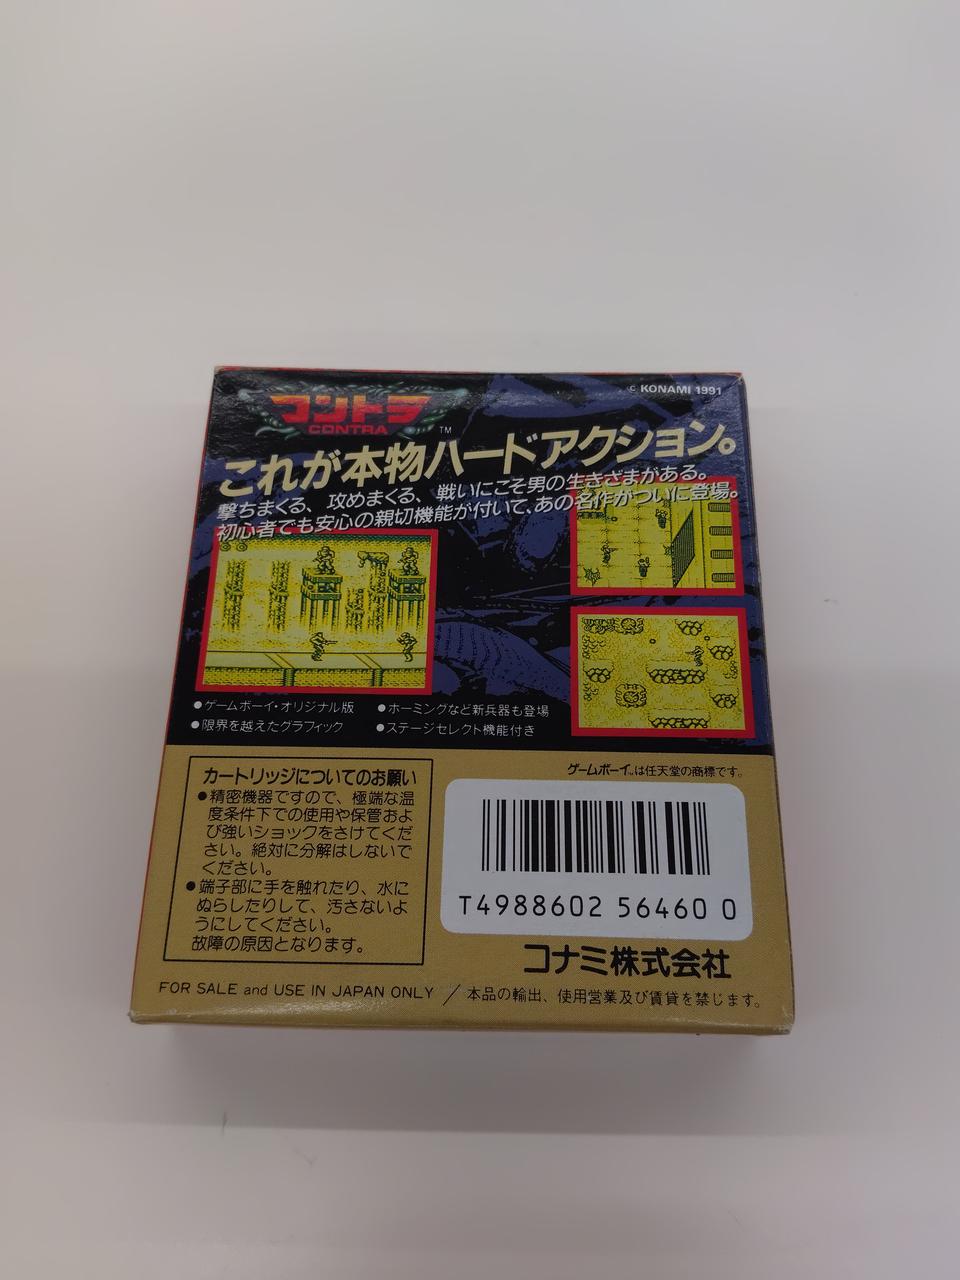 コントラ
CONTRA
TM
© KONAMI 1991
これが本物ハードアクション。
撃ちまくる、攻めまくる、戦いにこそ男の生きざまがある。
初心者でも安心の親切機能が付いて、あの名作がついに登場。
●ゲームボーイ・オリジナル版
●ホーミングなど新兵器も登場
●限界を越えたグラフィック
●ステージセレクト機能付き
カートリッジについてのお願い
●精密機器ですので、極端な温
度条件下での使用や保管およ
び強いショックをさけてくだ
さい。絶対に分解はしないで
ください。
●端子部に手を触れたり、水に
ぬらしたりして、汚さないよ
うにしてください。
故障の原因となります。
ゲームボーイ™は任天堂の商標です。
T4988602 56460 0
コナミ株式会社
FOR SALE and USE IN JAPAN ONLY ／ 本品の輸出、使用営業及び賃貸を禁じます。